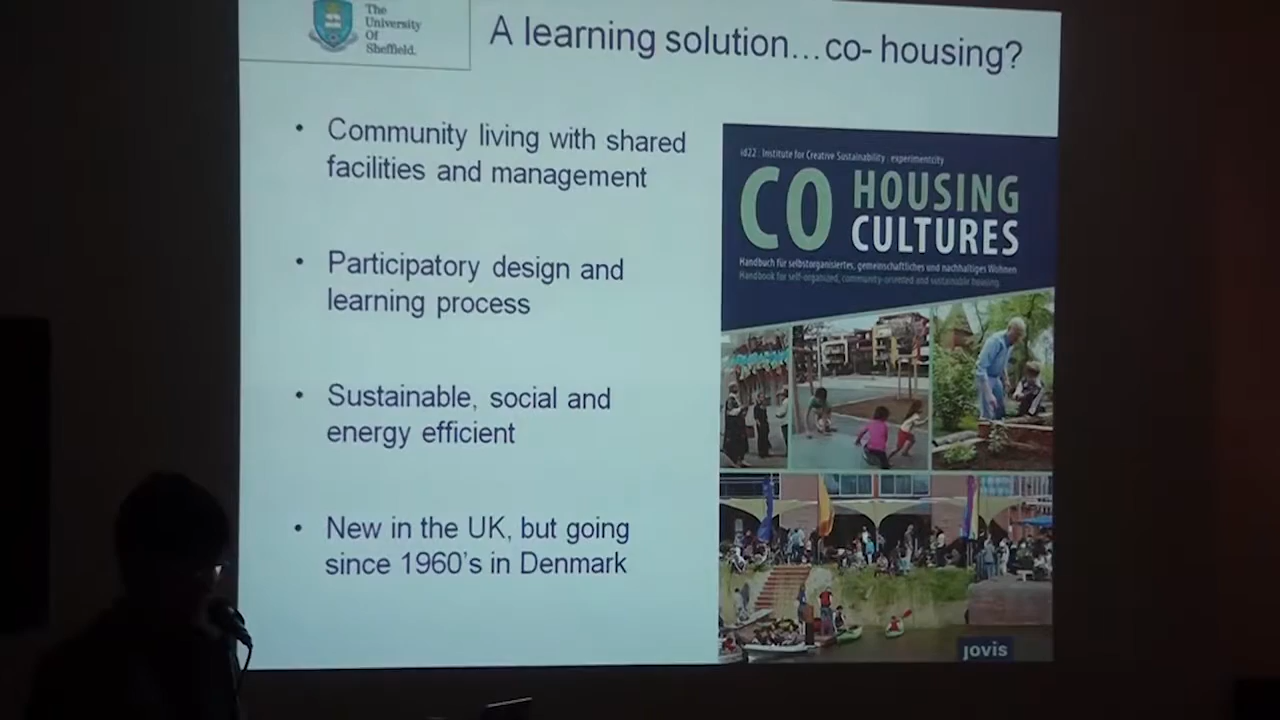 The
University
Of
Sheffield.
A learning solution...co- housing?
• Community living with shared
facilities and management
• Participatory design and
learning process
• Sustainable, social and
energy efficient
• New in the UK, but going
since 1960's in Denmark
id22 : Institute for Creative Sustainability : experimentcity
CO HOUSING
CULTURES
Handbuch für selbstorganisiertes, gemeinschaftliches und nachhaltiges Wohnen
Handbook for self-organized, community-oriented and sustainable housing
jovis